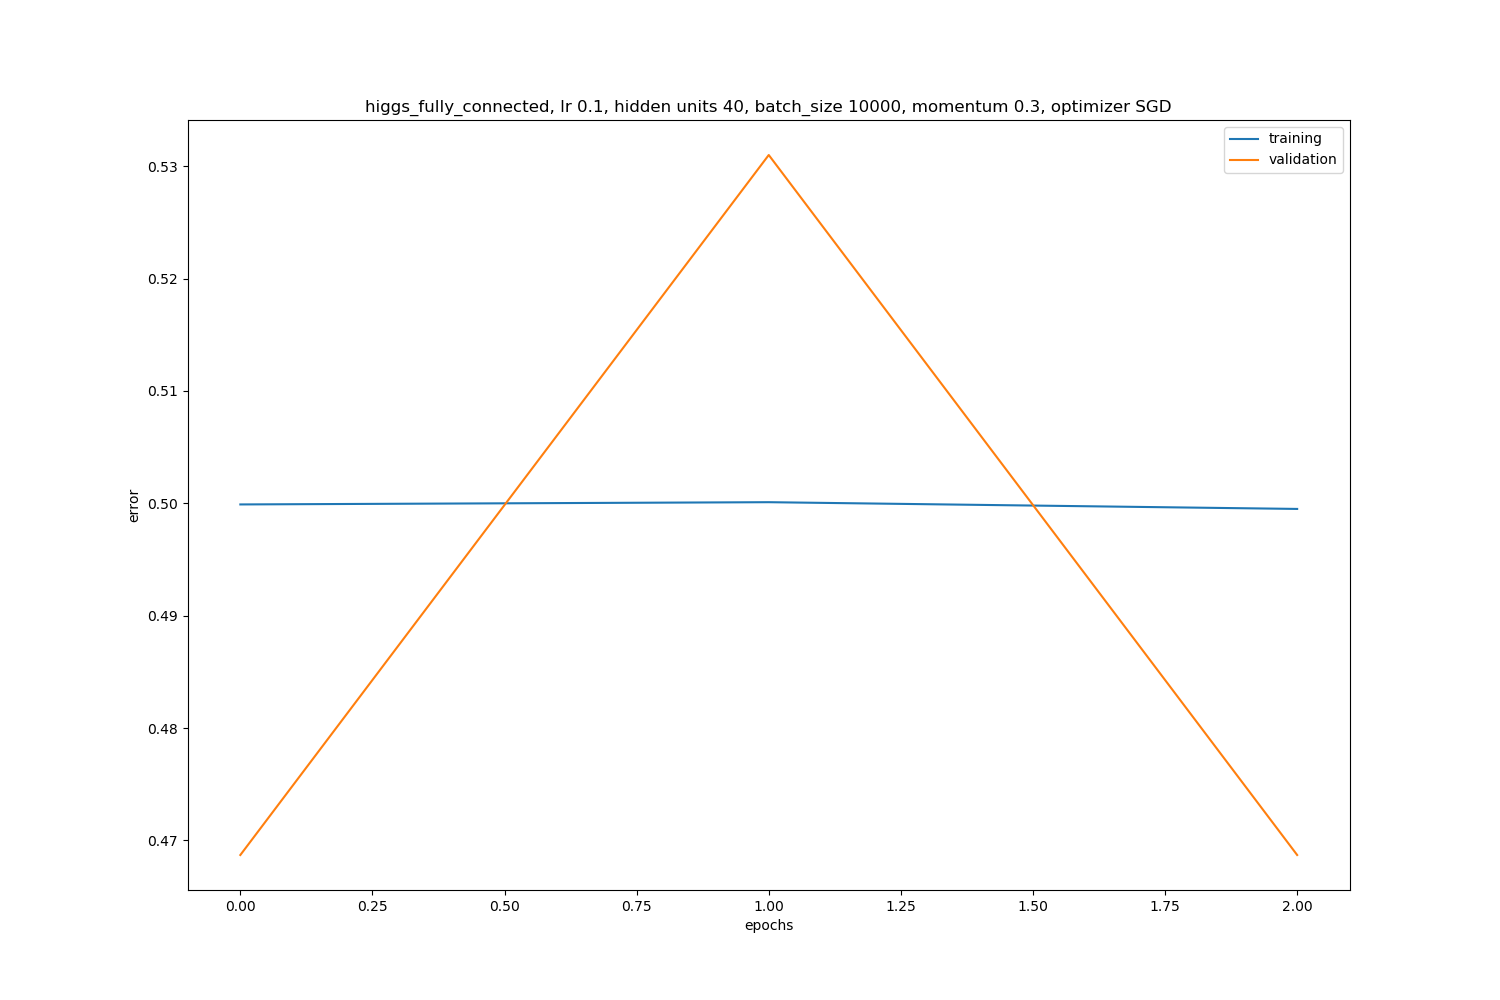 higgs_fully_connected, lr 0.1, hidden units 40, batch_size 10000, momentum 0.3, optimizer SGD
training
validation
0.53
0.52
0.51
0.50
0.49
0.48
0.47
error
0.00 0.25 0.50 0.75 1.00 1.25 1.50 1.75 2.00
epochs